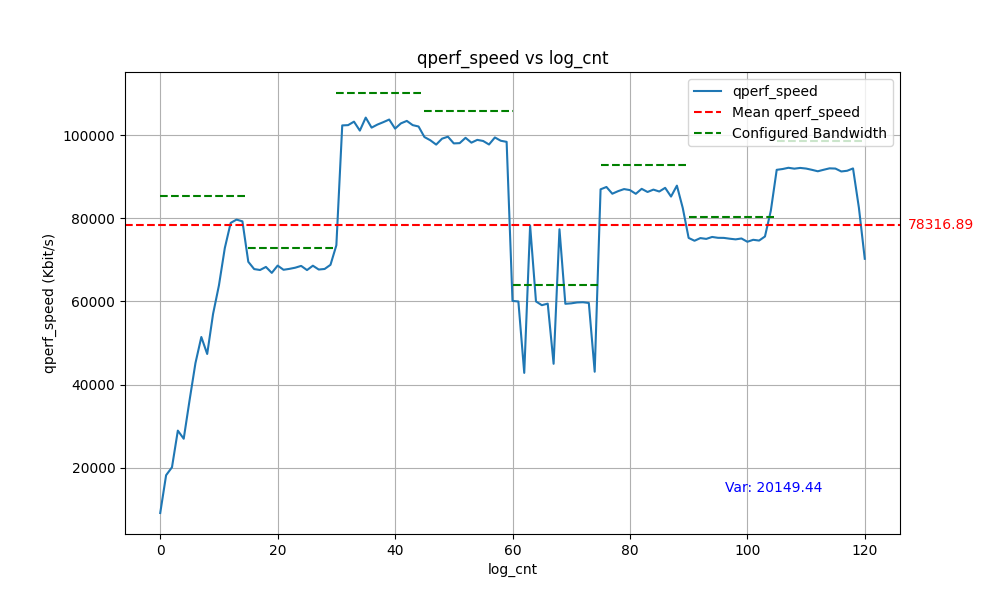 qperf_speed vs log_cnt
qperf_speed
Mean qperf_speed
Configured Bandwidth
100000
80000
60000
40000
20000
qperf_speed (Kbit/s)
78316.89
Var: 20149.44
0
20
40
60
80
100
120
log_cnt